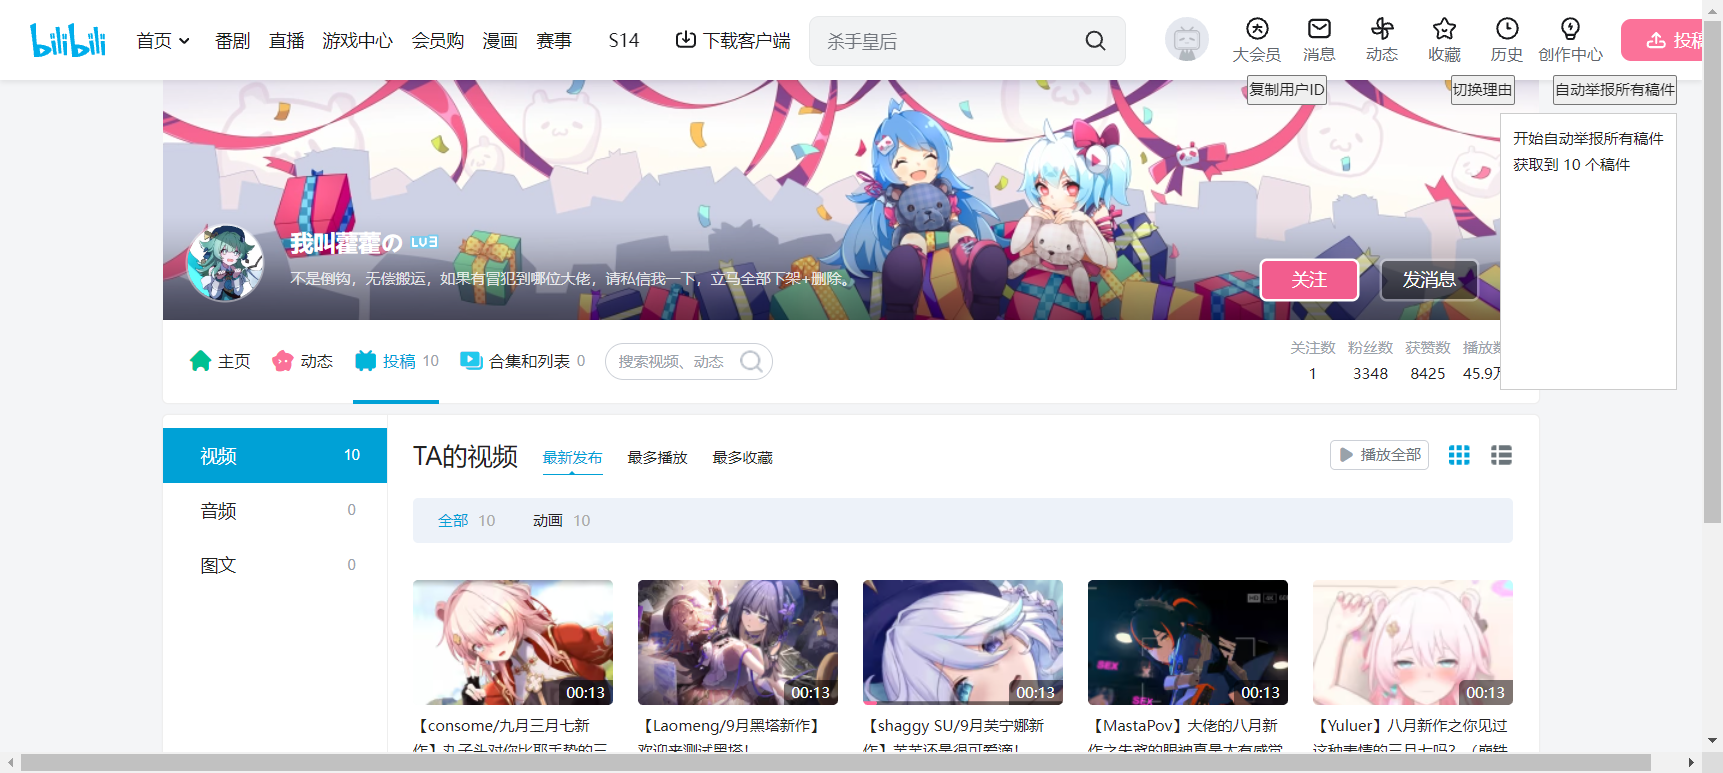 bilibili
首页
番剧
直播
游戏中心
会员购
漫画
赛事
S14
下载客户端
杀手皇后
大会员
消息
动态
收藏
历史
创作中心
投稿
复制用户ID
切换理由
自动举报所有稿件
开始自动举报所有稿件
获取到 10 个稿件
我叫藿藿の LV3
不是倒钩，无偿搬运，如果有冒犯到哪位大佬，请私信我一下，立马全部下架+删除。
关注
发消息
主页
动态
投稿 10
合集和列表 0
搜索视频、动态
关注数 粉丝数 获赞数 播放数
1 3348 8425 45.9万
视频 10
音频 0
图文 0
TA的视频
最新发布
最多播放
最多收藏
播放全部
全部 10
动画 10
00:13
00:13
00:13
SEX
SEX
HD 4K
00:13
00:13
【consome/九月三月七新
作】丸子头对你比耶手势的三
【Laomeng/9月黑塔新作】
欢迎来测试黑塔！
【shaggy SU/9月芙宁娜新
作】芙芙还是很可爱滴！
【MastaPov】大佬的八月新
作之朱鸢的眼神真是太有感觉
【Yuluer】八月新作之你见过
这种表情的三月七吗？（崩铁